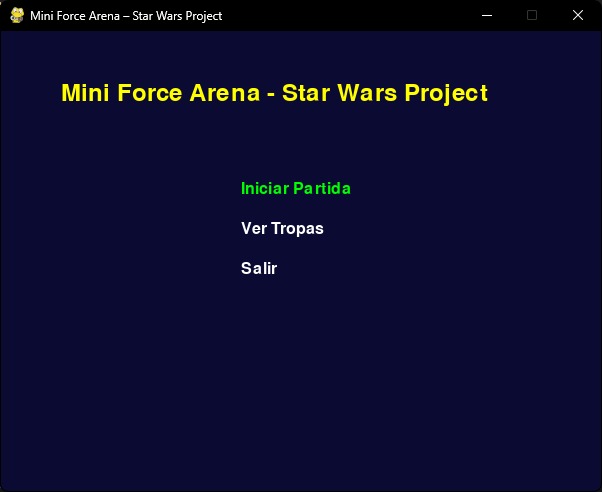 Mini Force Arena – Star Wars Project
Mini Force Arena - Star Wars Project
Iniciar Partida
Ver Tropas
Salir